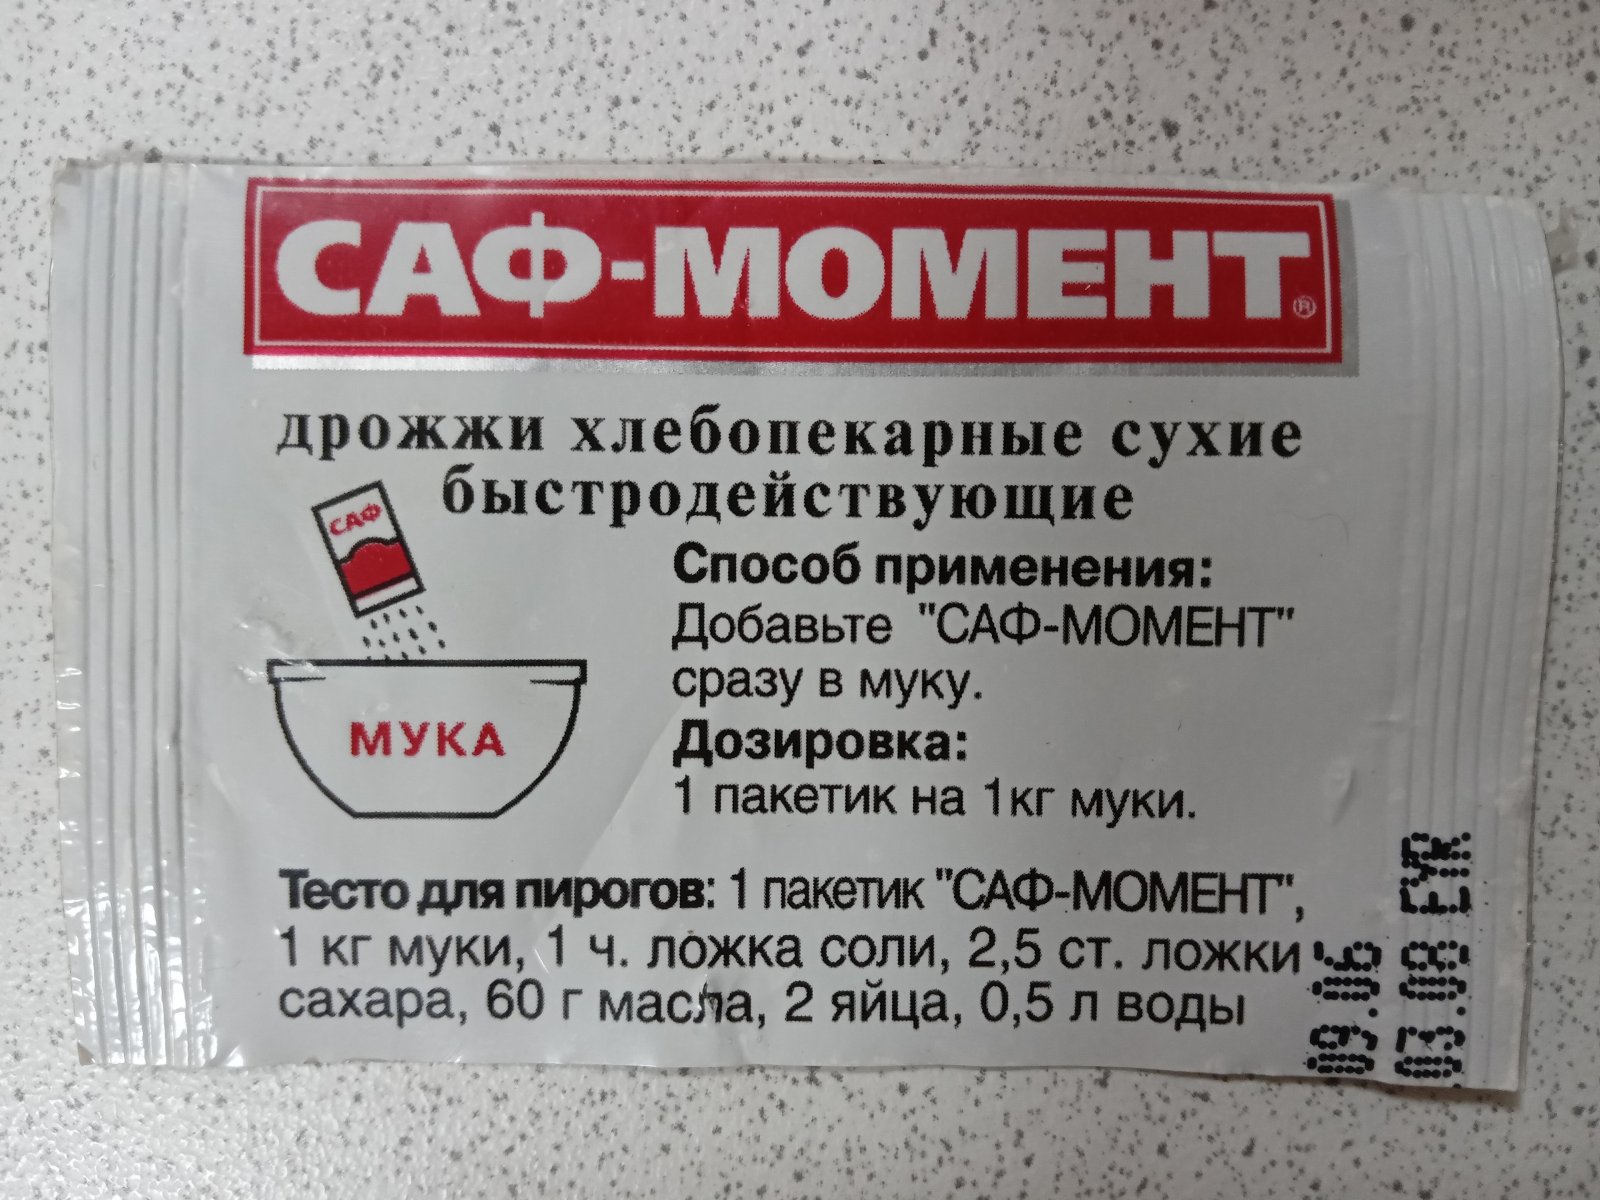 САФ-МОМЕНТ®
дрожжи хлебопекарные сухие
быстродействующие
САФ
МУКА
Способ применения:
Добавьте "САФ-МОМЕНТ"
сразу в муку.
Дозировка:
1 пакетик на 1кг муки.
Тесто для пирогов: 1 пакетик "САФ-МОМЕНТ",
1 кг муки, 1 ч. ложка соли, 2,5 ст. ложки
сахара, 60 г масла, 2 яйца, 0,5 л воды